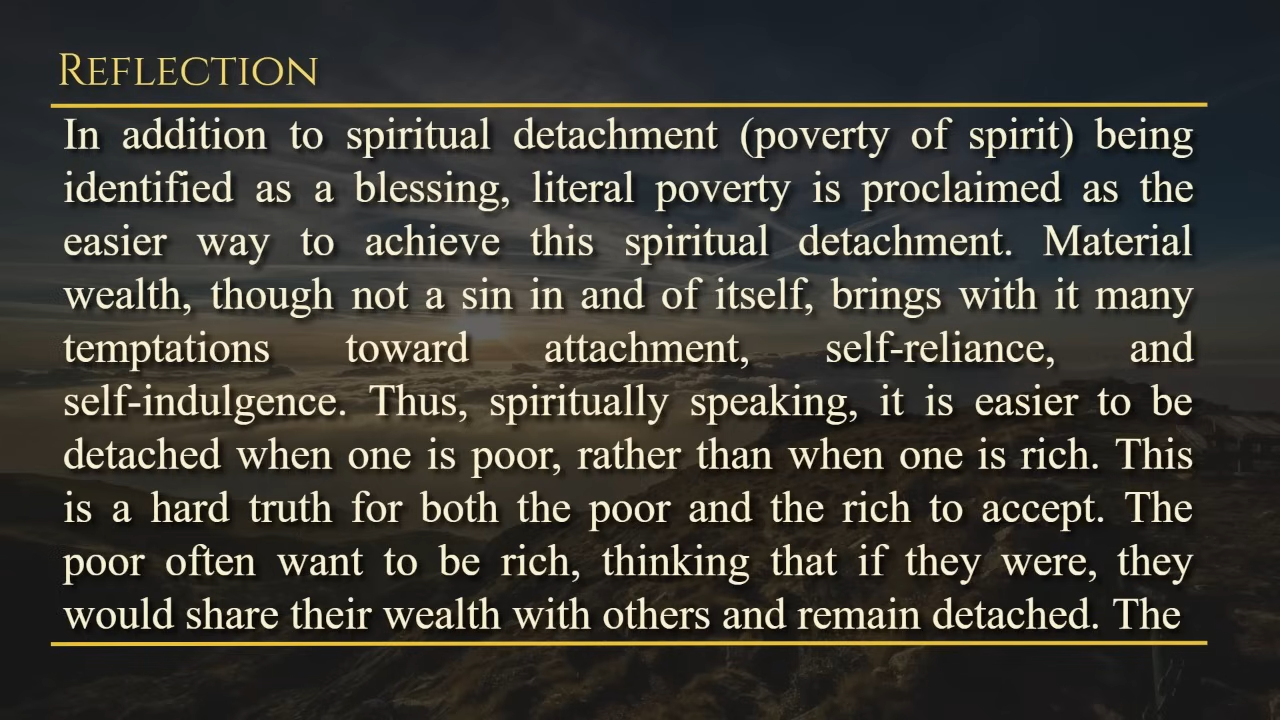 REFLECTION
In addition to spiritual detachment (poverty of spirit) being
identified as a blessing, literal poverty is proclaimed as the
easier way to achieve this spiritual detachment. Material
wealth, though not a sin in and of itself, brings with it many
temptations toward attachment, self-reliance, and
self-indulgence. Thus, spiritually speaking, it is easier to be
detached when one is poor, rather than when one is rich. This
is a hard truth for both the poor and the rich to accept. The
poor often want to be rich, thinking that if they were, they
would share their wealth with others and remain detached. The